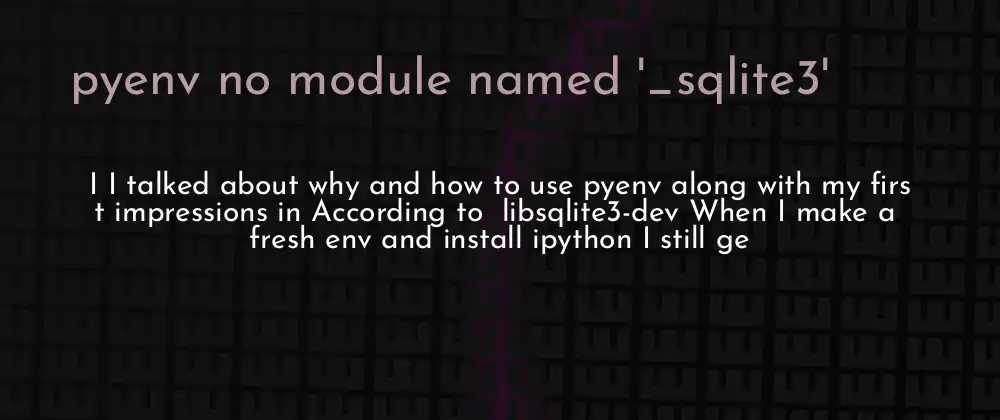 pyenv no module named '_sqlite3'
I I talked about why and how to use pyenv along with my firs
t impressions in According to libsqlite3-dev When I make a
fresh env and install ipython I still ge